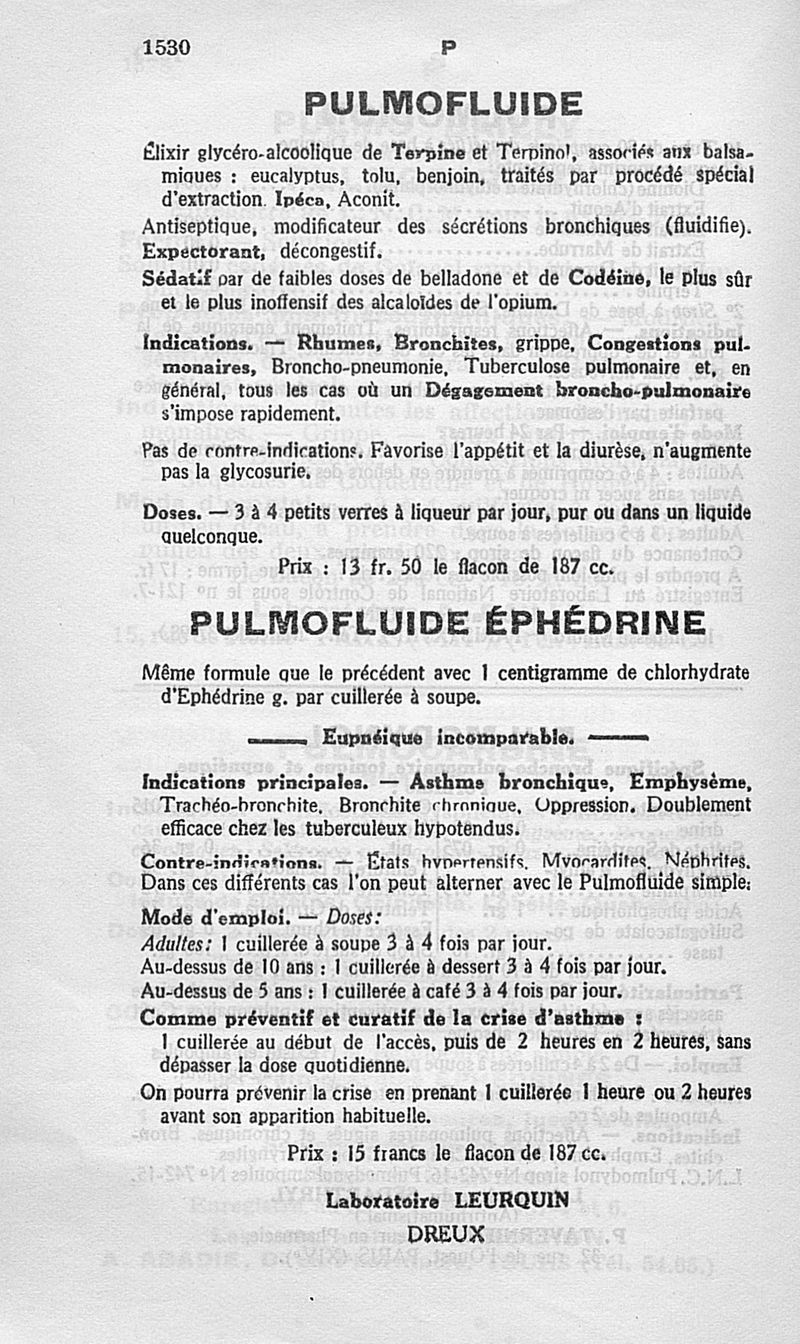 1530 P
PULMOFLUIDE
Élixir glycéro-alcoolique de Terpine et Terpinol, associés aux balsa-
miques : eucalyptus, tolu, benjoin, traités par procédé spécial
d'extraction. Ipéca, Aconit.
Antiseptique, modificateur des sécrétions bronchiques (fluidifie).
Expectorant, décongestif.
Sédatif par de faibles doses de belladone et de Codéine, le plus sûr
et le plus inoffensif des alcaloïdes de l'opium.
Indications. — Rhumes, Bronchites, grippe, Congestions pul-
monaires, Broncho-pneumonie, Tuberculose pulmonaire et, en
général, tous les cas où un Dégagement broncho-pulmonaire
s'impose rapidement.
Pas de contre-indications. Favorise l'appétit et la diurèse, n'augmente
pas la glycosurie.
Doses. — 3 à 4 petits verres à liqueur par jour, pur ou dans un liquide
quelconque.
Prix : 13 fr. 50 le flacon de 187 cc.
PULMOFLUIDE ÉPHÉDRINE
Même formule que le précédent avec 1 centigramme de chlorhydrate
d'Ephédrine g. par cuillerée à soupe.
Eupnéique incomparable.
Indications principales. — Asthme bronchique, Emphysème,
Trachéo-bronchite, Bronchite chronique, Oppression. Doublement
efficace chez les tuberculeux hypotendus.
Contre-indications. — États hypertensifs, Myocardites, Néphrites.
Dans ces différents cas l'on peut alterner avec le Pulmofluide simple.
Mode d'emploi. — Doses:
Adultes: 1 cuillerée à soupe 3 à 4 fois par jour.
Au-dessus de 10 ans : 1 cuillerée à dessert 3 à 4 fois par jour.
Au-dessus de 5 ans : 1 cuillerée à café 3 à 4 fois par jour.
Comme préventif et curatif de la crise d'asthme :
1 cuillerée au début de l'accès, puis de 2 heures en 2 heures, sans
dépasser la dose quotidienne.
On pourra prévenir la crise en prenant 1 cuillerée 1 heure ou 2 heures
avant son apparition habituelle.
Prix : 15 francs le flacon de 187 cc.
Laboratoire LEURQUIN
DREUX